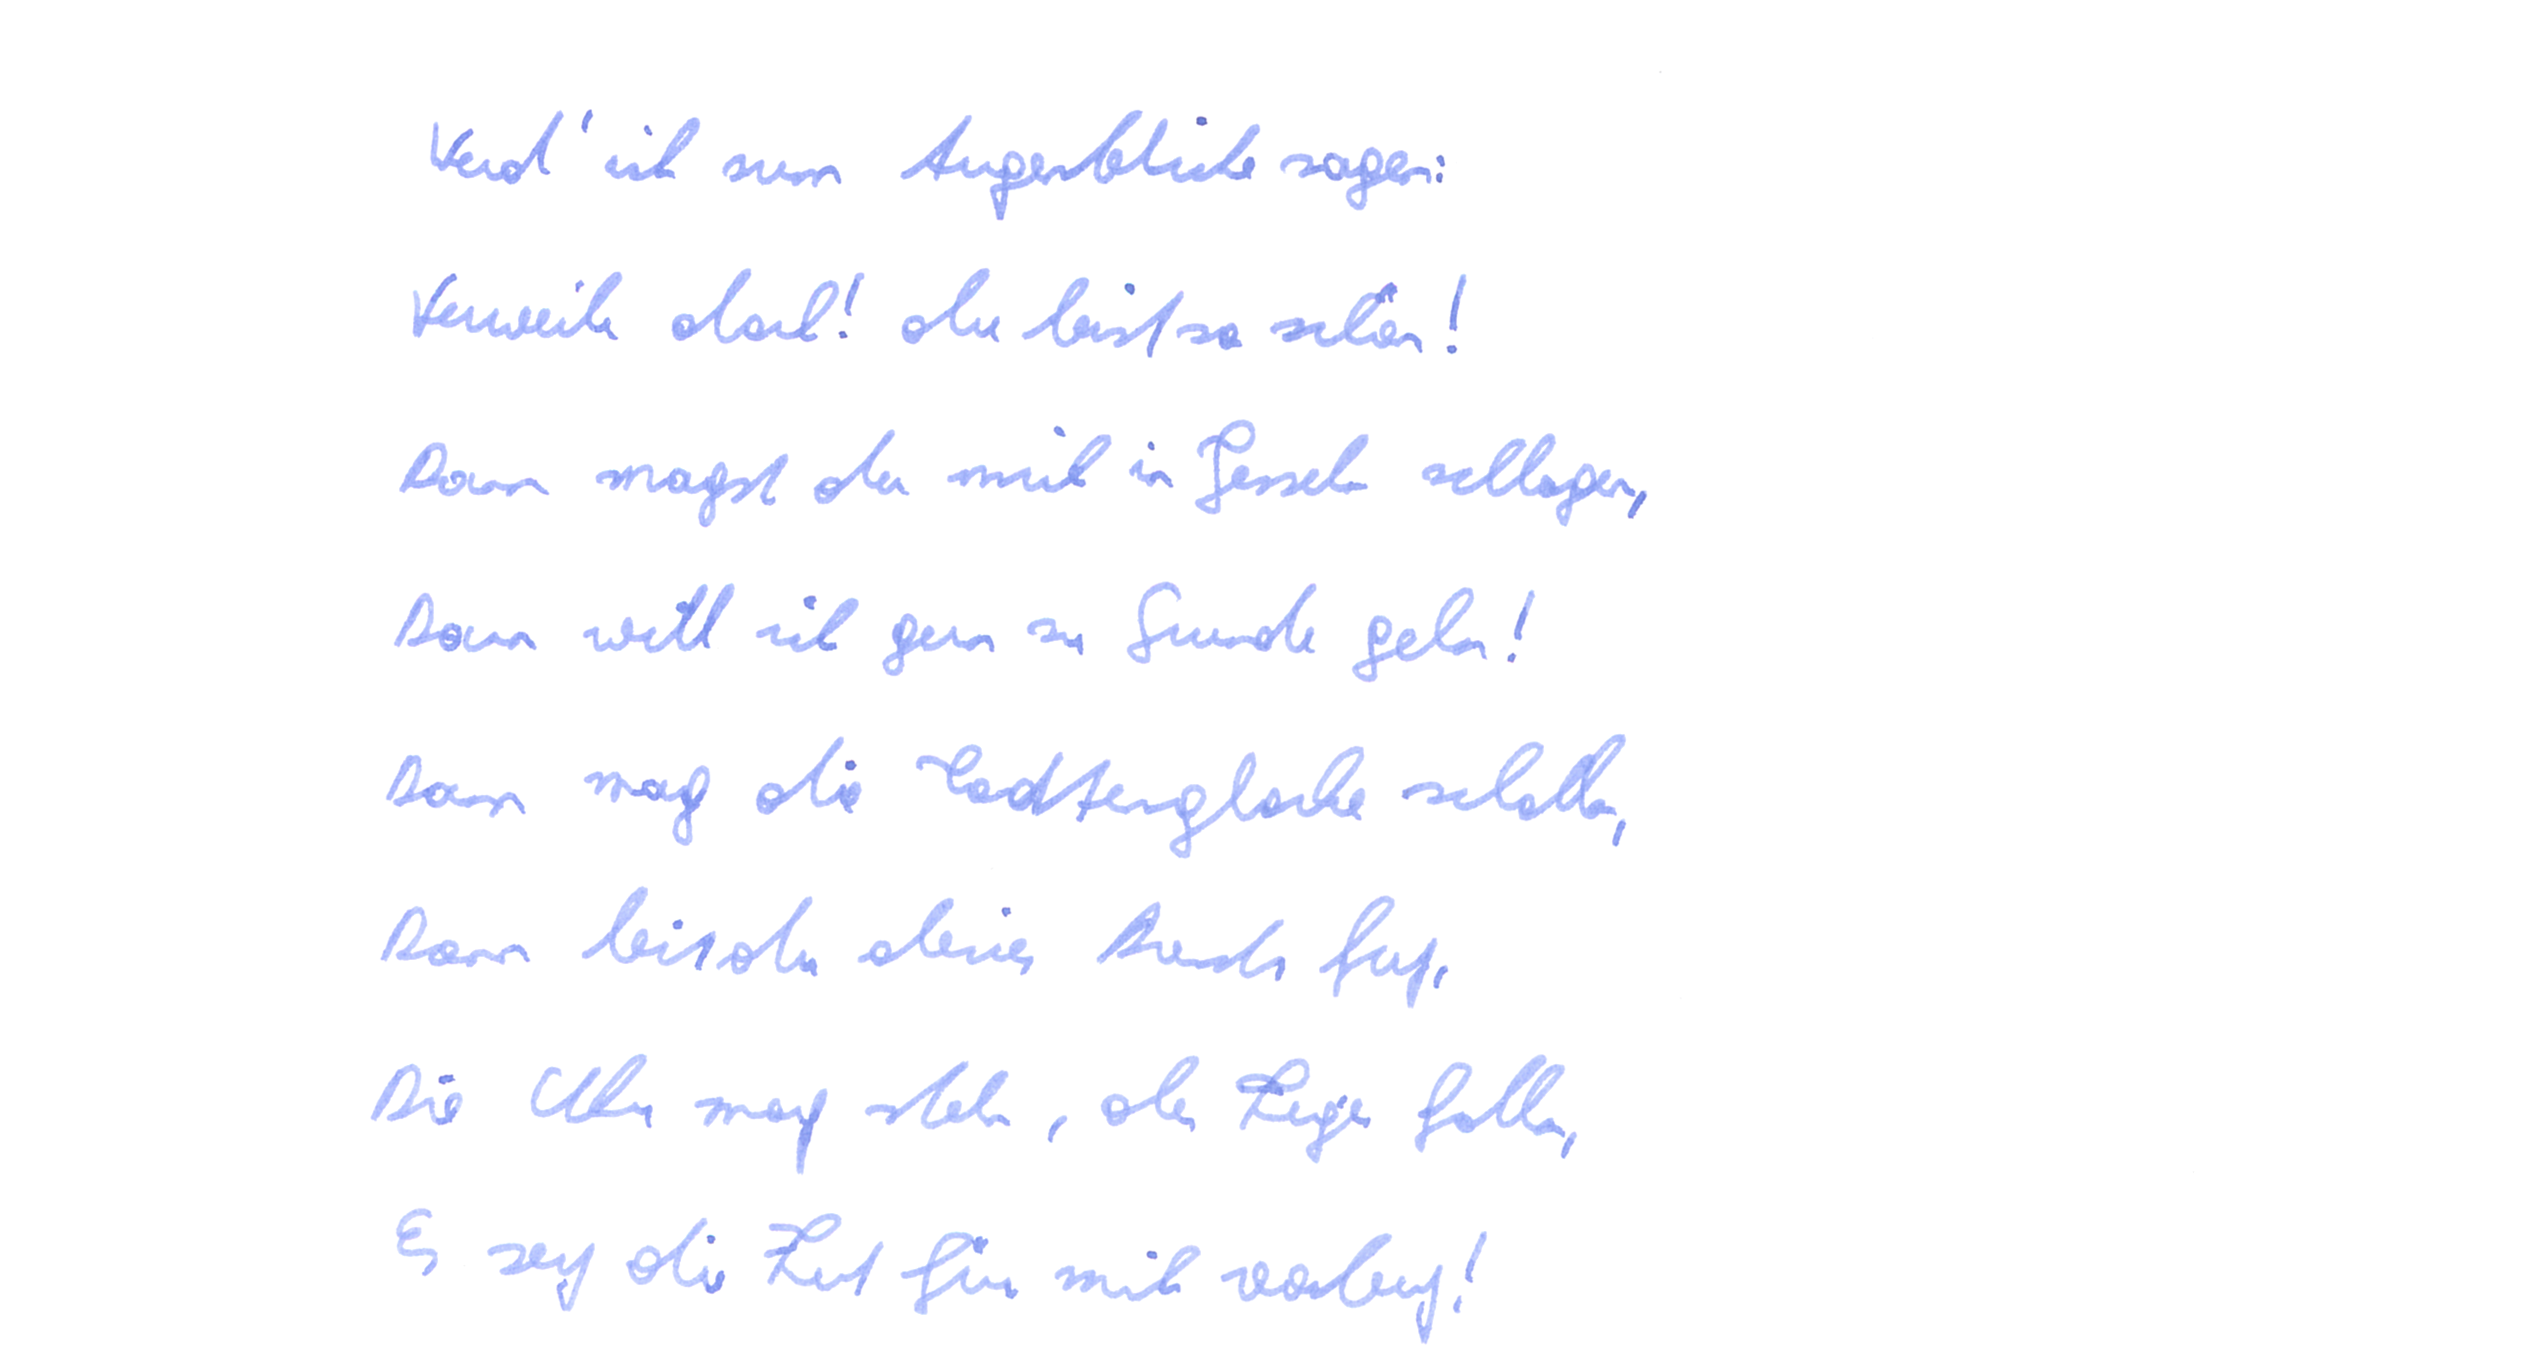 Werd' ich zum Augenblicke sagen:
Verweile doch! du bist so schön!
Dann magst du mich in Fesseln schlagen,
Dann will ich gern zu Grunde gehn!
Dann mag die Todtenglocke schallen,
Dann bist du deines Dienstes frey,
Die Uhr mag stehn, der Zeiger fallen,
Es sey die Zeit für mich vorbey!